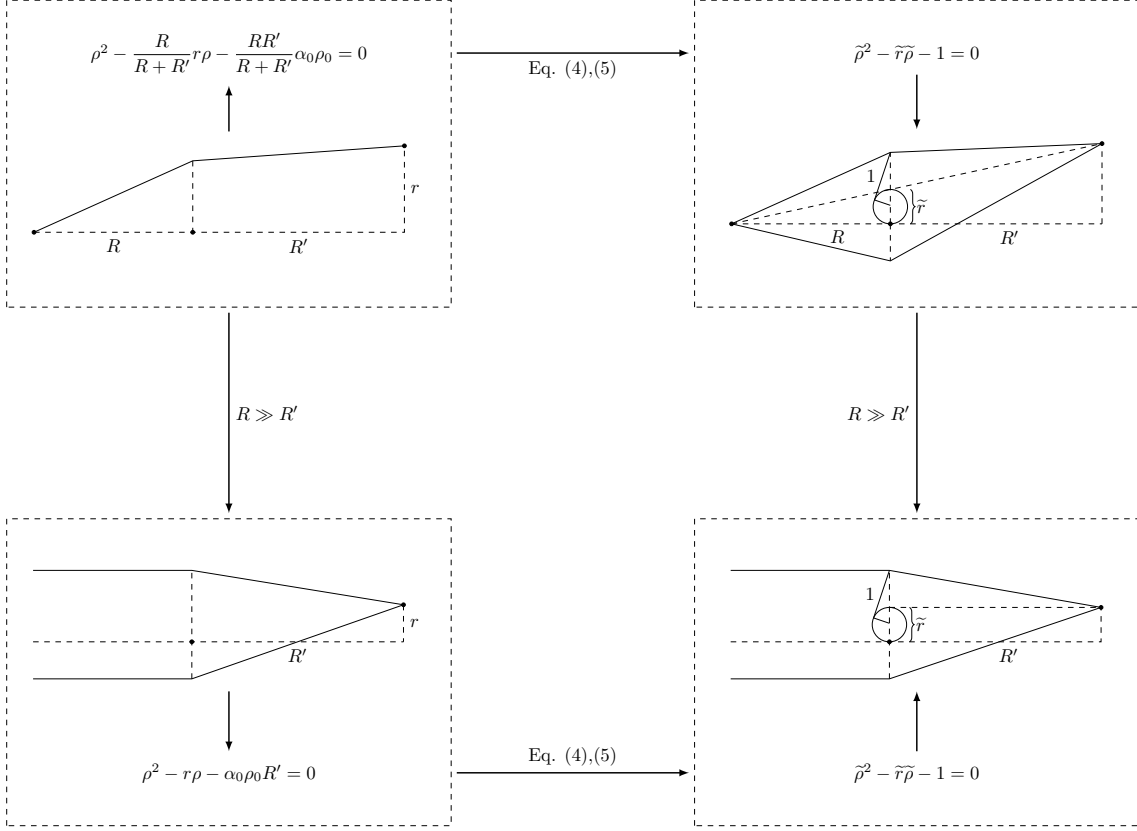 ρ² - R/(R + R′) rρ - RR′/(R + R′) α₀ρ₀ = 0
Eq. (4),(5)
ρ̃² - r̃ρ̃ - 1 = 0
R
R′
r
1
r̃
R
R′
R ≫ R′
R ≫ R′
r
R′
1
r̃
R′
ρ² - rρ - α₀ρ₀R′ = 0
Eq. (4),(5)
ρ̃² - r̃ρ̃ - 1 = 0